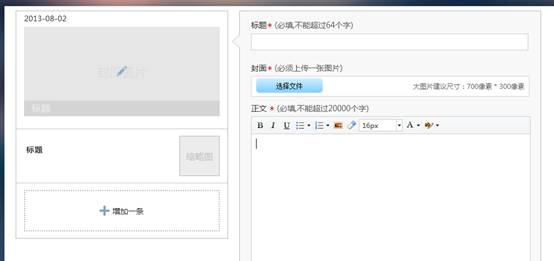 2013-08-02
封面图片
标题
标题
缩略图
增加一条
标题* (必填,不能超过64个字)
封面* (必须上传一张图片)
选择文件
大图片建议尺寸：700像素 * 300像素
正文 * (必填,不能超过20000个字)
B I U 16px A